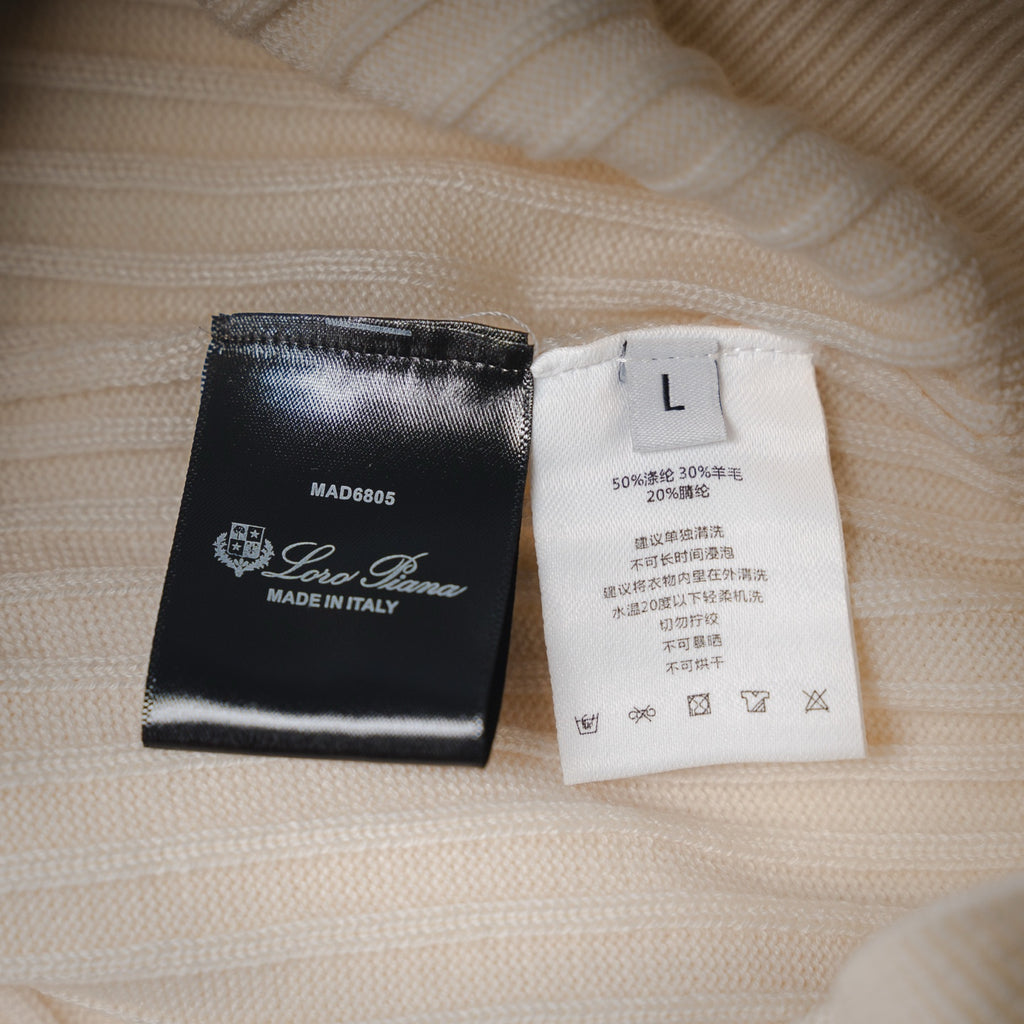 MAD6805
Loro Piana
MADE IN ITALY
L
50%涤纶 30%羊毛
20%腈纶
建议单独清洗
不可长时间浸泡
建议将衣物内里在外清洗
水温20度以下轻柔机洗
切勿拧绞
不可暴晒
不可烘干